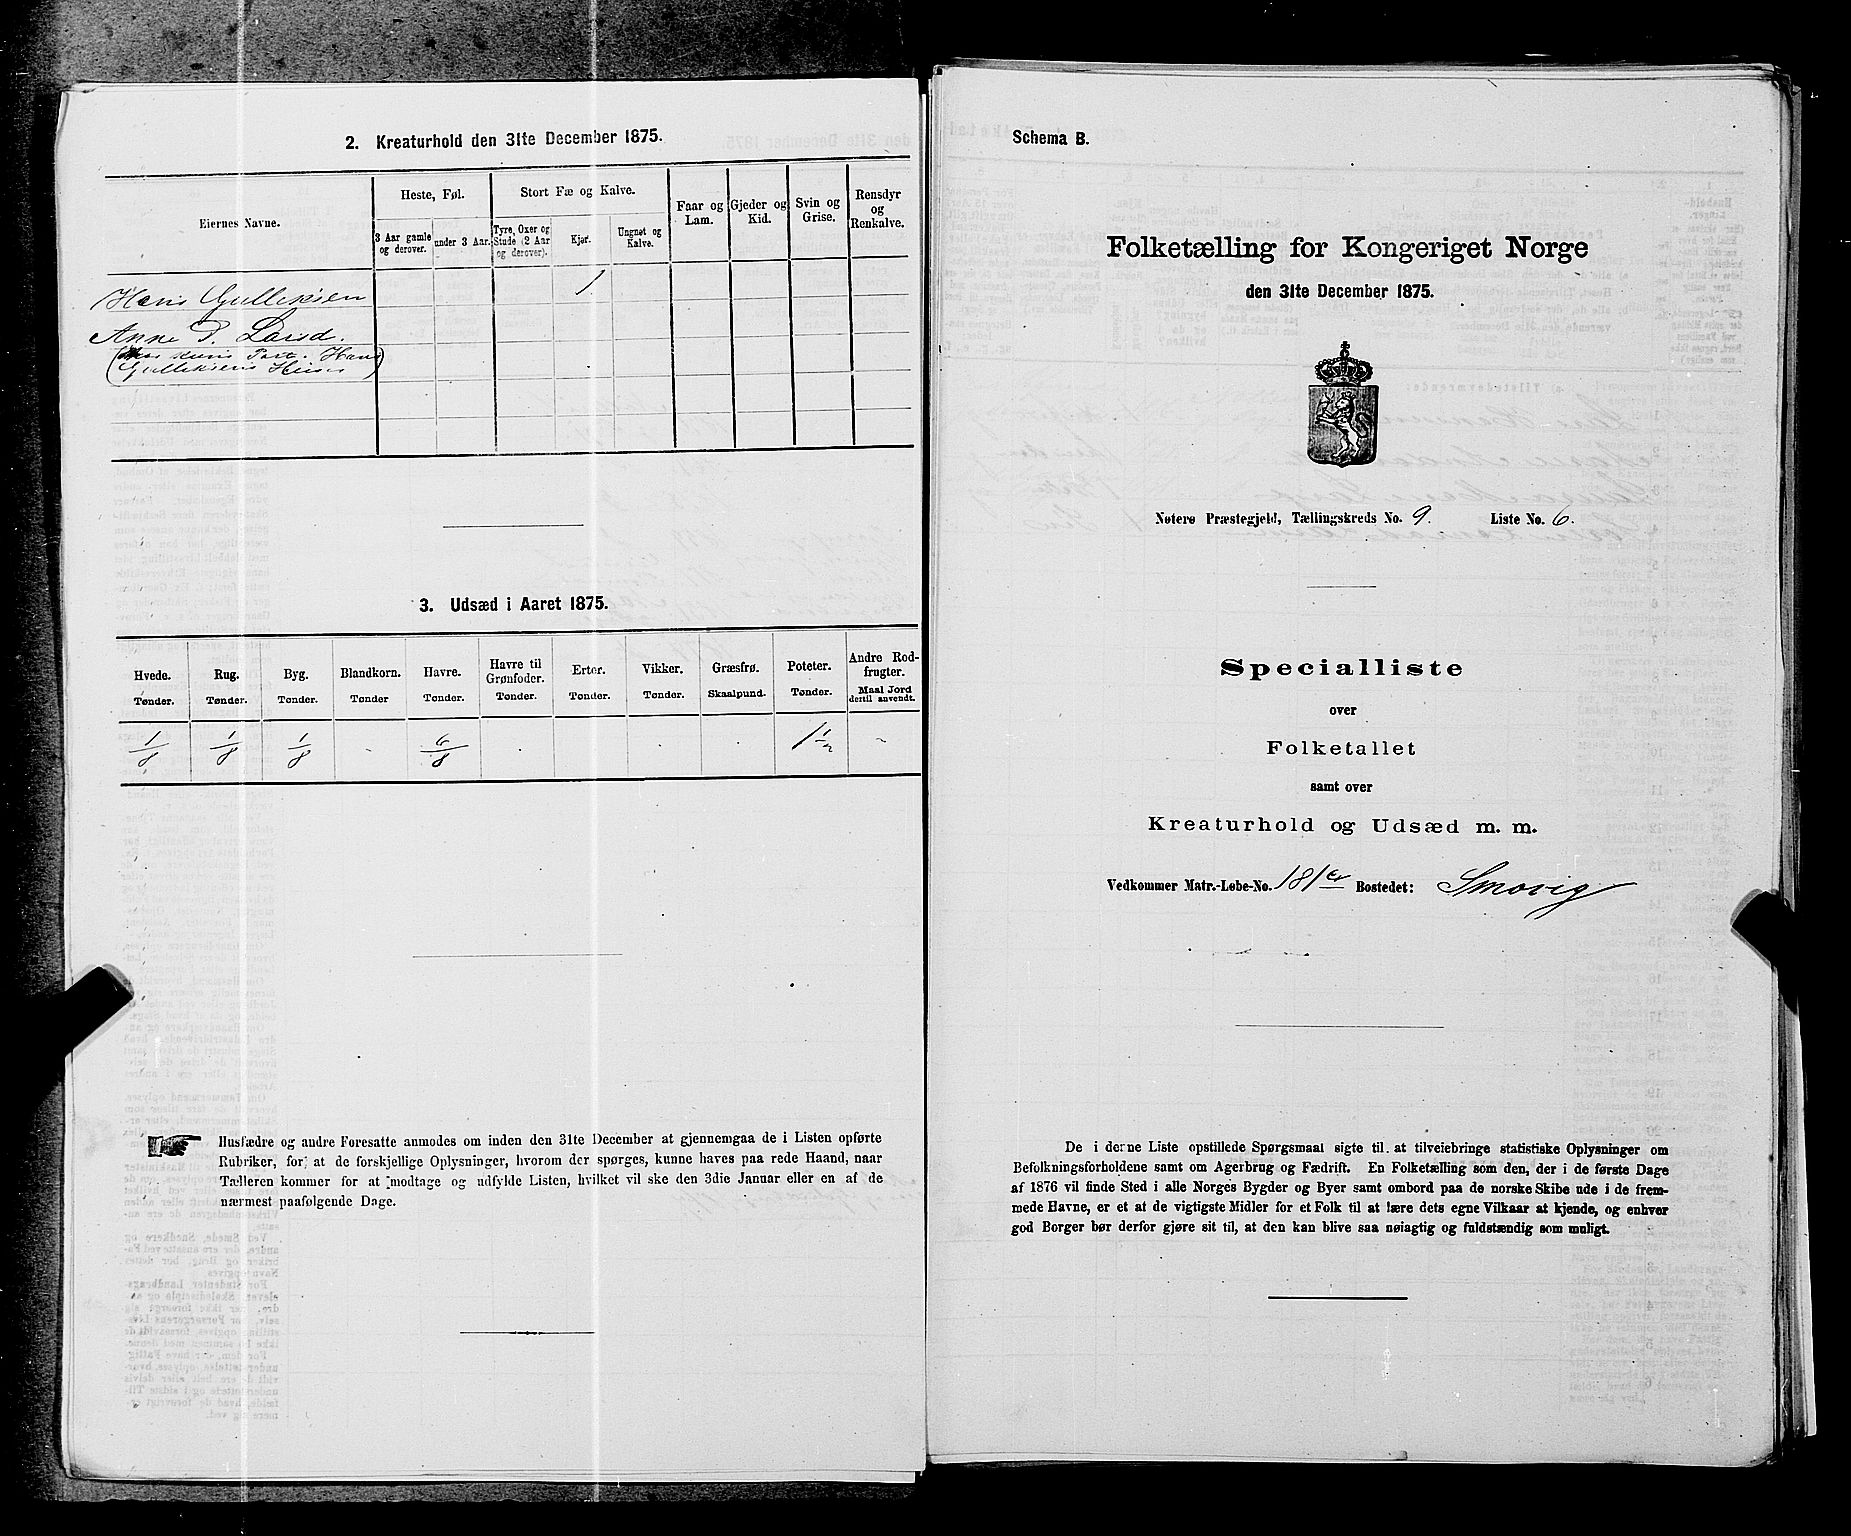 2. Kreaturhold den 31te December 1875.
Eiernes Navne.
Heste, Føl.
Stort Fæ og Kalve.
Faar og Lam.
Gjeder og Kid.
Svin og Grise.
Rensdyr og Renkalve.
3 Aar gamle og derover.
under 3 Aar.
Tyre, Oxer og Stude (2 Aar og derover).
Kjør.
Ungnøt og Kalve.
Hans Gulliksen 1
Anne P. Larsd.
Hans
Gulliksens
3. Udsæd i Aaret 1875.
Hvede. Rug. Byg. Blandkorn. Havre. Havre til Grønfoder. Erter. Vikker. Græsfrø. Poteter. Andre Rodfrugter.
Tønder. Tønder. Tønder. Tønder Tønder. Tønder. Tønder. Tønder. Skaalpund. Tønder. Maal Jord dertil anvendt.
1/8 1/8 1/8 - 6/8 . . . . 1 1/2 -
Husfædre og andre Foresatte anmodes om inden den 31te December at gjennemgaa de i Listen opførte
Rubriker, for at de forskjellige Oplysninger, hvorom der spørges, kunne haves paa rede Haand, naar
Tælleren kommer for at modtage og udfylde Listen, hvilket vil ske den 3die Januar eller en af de
nærmest paafølgende Dage.
Schema B.
Folketælling for Kongeriget Norge
den 31te December 1875.
Nøterø Præstegjeld, Tællingskreds No. 9. Liste No. 6.
Specialliste
over
Folketallet
samt over
Kreaturhold og Udsæd m. m.
Vedkommer Matr.-Løbe-No. 181 Bostedet: Smovig
De i denne Liste opstillede Spørgsmaal sigte til at tilveiebringe statistiske Oplysninger om
Befolkningsforholdene samt om Agerbrug og Fædrift. En Folketælling som den, der i de første Dage
af 1876 vil finde Sted i alle Norges Bygder og Byer samt ombord paa de norske Skibe ude i de frem-
mede Havne, er et af de vigtigste Midler for et Folk til at lære dets egne Vilkaar at kjende, og enhver
god Borger bør derfor gjøre sit til, at den kan blive saa nøiagtig og fuldstændig som muligt.